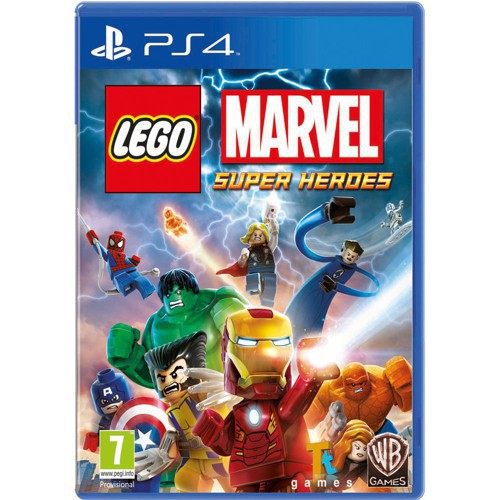 PS4
LEGO
MARVEL
SUPER HEROES
7
www.pegi.info
Provisional
TT
games
WB
GAMES